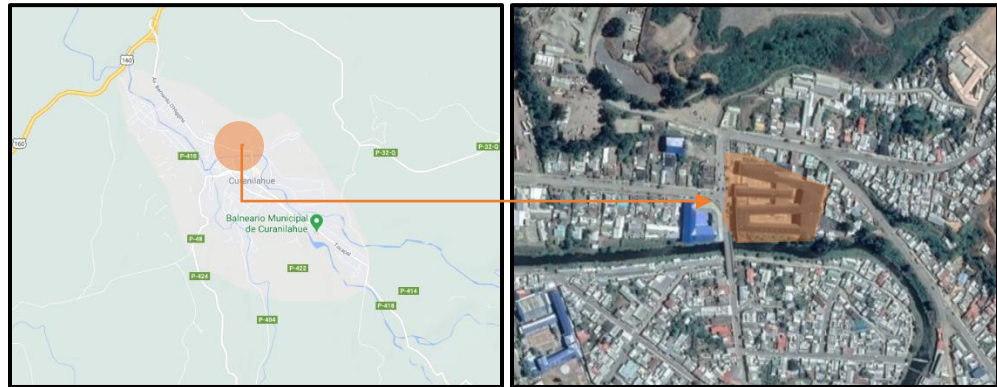 160
Av. Bernardo O'Higgins
160
P-410
P-32-O
P-32-O
Curanilahue
Balneario Municipal
de Curanilahue
P-48
Tucapel
P-424
P-422
P-414
P-418
P-404